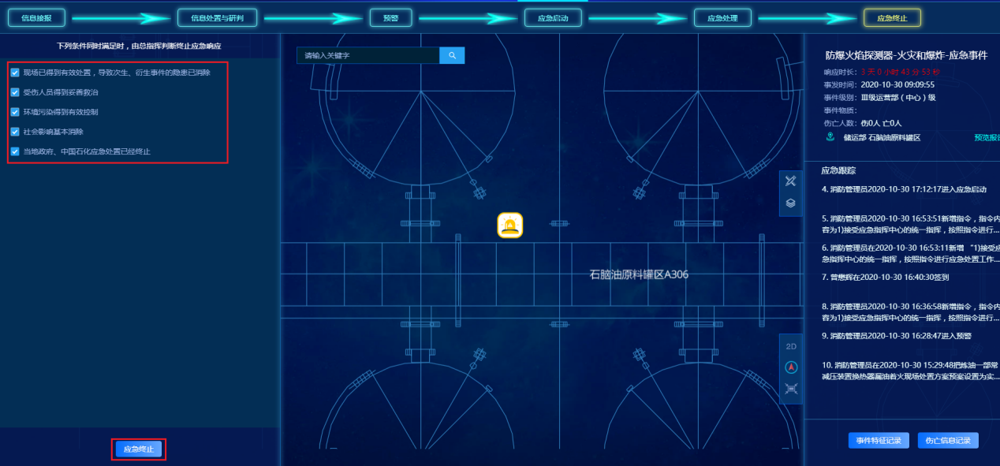 信息接报
信息处置与研判
预警
应急启动
应急处理
应急终止
下列条件同时满足时，由总指挥判断终止应急响应
现场已得到有效处置，导致次生、衍生事件的隐患已消除
受伤人员得到妥善救治
环境污染得到有效控制
社会影响基本消除
当地政府、中国石化应急处置已经终止
应急终止
请输入关键字
石脑油原料罐区A306
2D
防爆火焰探测器-火灾和爆炸-应急事件
响应时长：3 天 0 小时 43 分 53 秒
事发时间：2020-10-30 09:09:55
事件级别：Ⅲ级运营部（中心）级
事件物质：
伤亡人数：伤0人 亡0人
储运部 石脑油原料罐区
预览报
应急跟踪
4. 消防管理员2020-10-30 17:12:17进入应急启动
5. 消防管理员2020-10-30 16:53:51新增指令，指令内
容为1)接受应急指挥中心的统一指挥，按照指令进行...
6. 消防管理员在2020-10-30 16:53:11新增 “1)接受应
急指挥中心的统一指挥，按照指令进行应急处置工作...
7. 曾懋辉在2020-10-30 16:40:30签到
8. 消防管理员2020-10-30 16:36:58新增指令，指令内
容为1)接受应急指挥中心的统一指挥，按照指令进行...
9. 消防管理员2020-10-30 16:28:47进入预警
10. 消防管理员在2020-10-30 15:29:48把炼油一部常
减压装置换热器漏油着火现场处置方案预案设置为实...
事件特征记录
伤亡信息记录